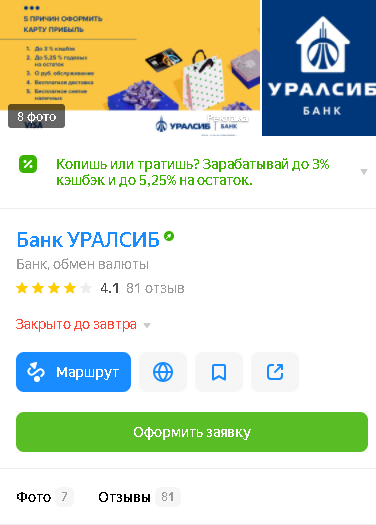 5 ПРИЧИН ОФОРМИТЬ
КАРТУ ПРИБЫЛЬ
1. До 3 % кэшбэк
2. До 5,25 % годовых
на остаток
3. 0 руб. обслуживание
4. Бесплатная доставка
5. Бесплатное снятие
наличных
8 фото
VISA
УРАЛСИБ | БАНК
Реклама
УРАЛСИБ
БАНК
Копишь или тратишь? Зарабатывай до 3%
кэшбэк и до 5,25% на остаток.
Банк УРАЛСИБ
Банк, обмен валюты
4.1 81 отзыв
Закрыто до завтра
Маршрут
Оформить заявку
Фото 7 Отзывы 81